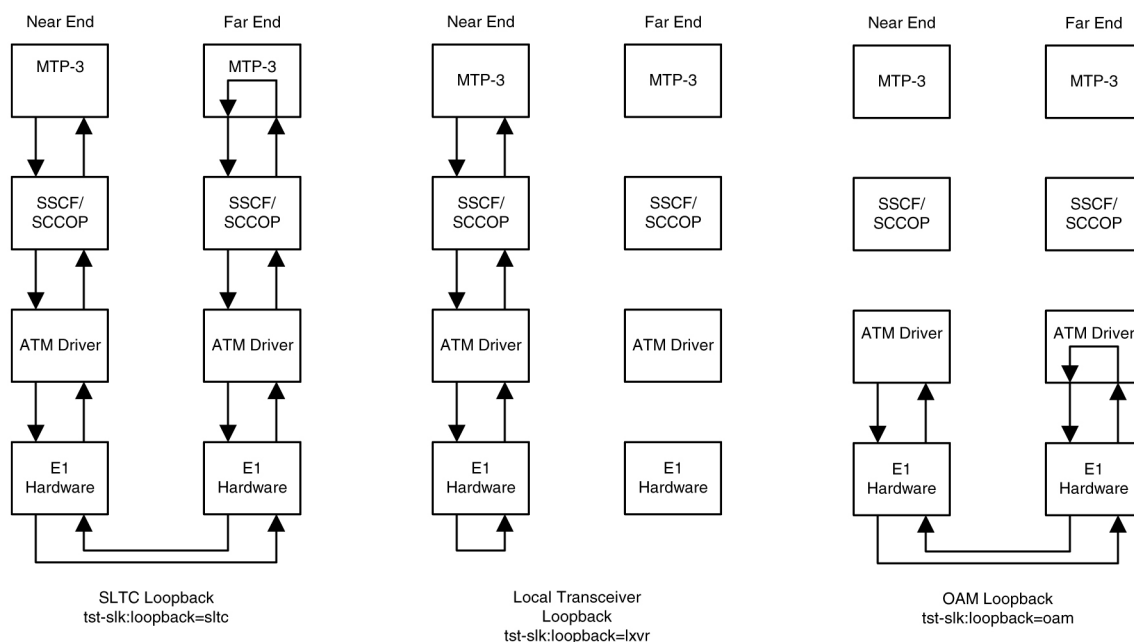 Near End
Far End
MTP-3
MTP-3
SSCF/
SCCOP
SSCF/
SCCOP
ATM Driver
ATM Driver
E1
Hardware
E1
Hardware
SLTC Loopback
tst-slk:loopback=sltc
Near End
Far End
MTP-3
MTP-3
SSCF/
SCCOP
SSCF/
SCCOP
ATM Driver
ATM Driver
E1
Hardware
E1
Hardware
Local Transceiver
Loopback
tst-slk:loopback=lxvr
Near End
Far End
MTP-3
MTP-3
SSCF/
SCCOP
SSCF/
SCCOP
ATM Driver
ATM Driver
E1
Hardware
E1
Hardware
OAM Loopback
tst-slk:loopback=oam